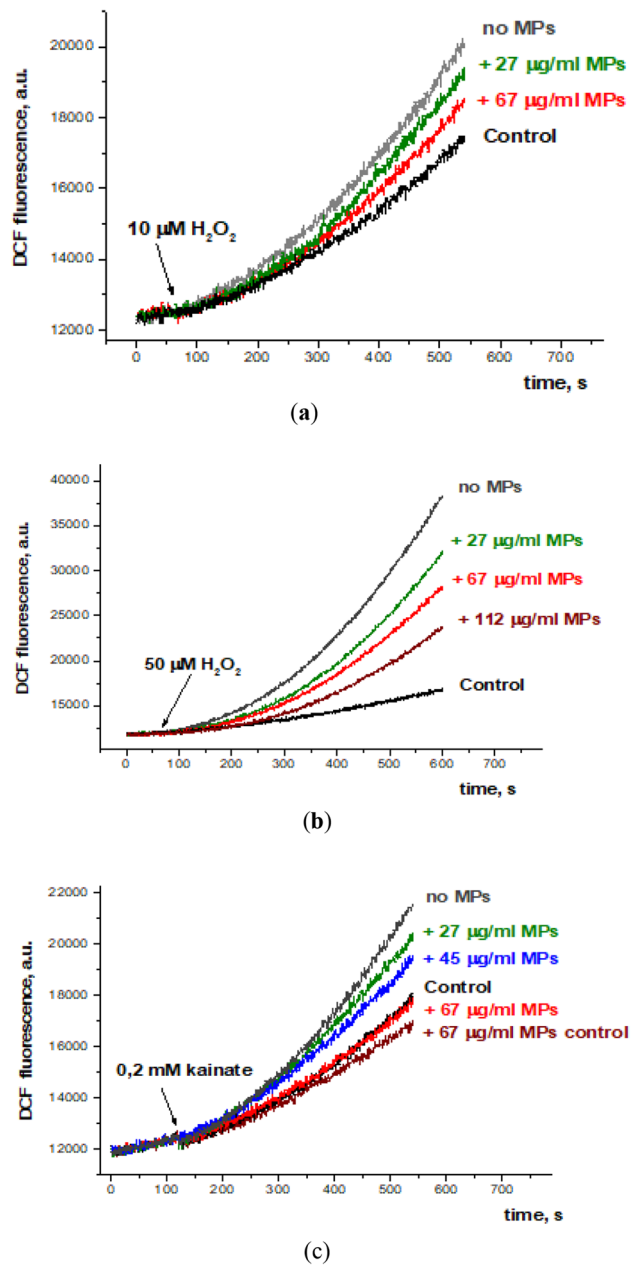 no MPs
+ 27 µg/ml MPs
+ 67 µg/ml MPs
Control
10 µM H₂O₂
DCF fluorescence, a.u.
20000
18000
16000
14000
12000
0 100 200 300 400 500 600 700
time, s
(a)
40000
35000
30000
25000
20000
15000
DCF fluorescence, a.u.
no MPs
+ 27 µg/ml MPs
+ 67 µg/ml MPs
+ 112 µg/ml MPs
50 µM H₂O₂
Control
0 100 200 300 400 500 600 700
time, s
(b)
22000
20000
18000
16000
14000
12000
DCF fluorescence, a.u.
no MPs
+ 27 µg/ml MPs
+ 45 µg/ml MPs
Control
+ 67 µg/ml MPs
+ 67 µg/ml MPs control
0,2 mM kainate
0 100 200 300 400 500 600 700
time, s
(c)